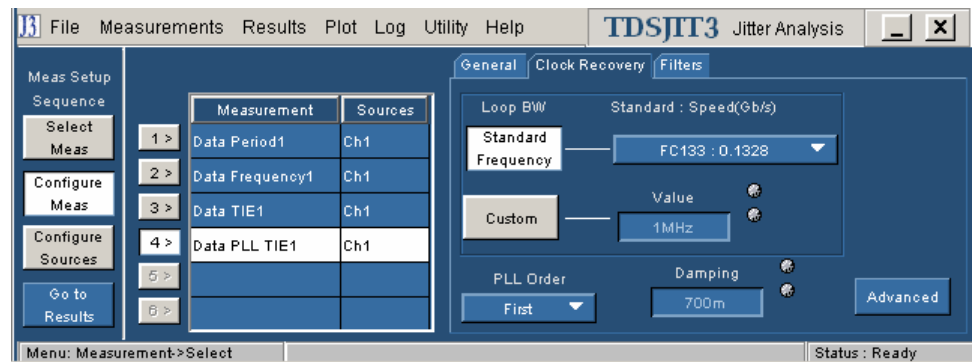 J3 File Measurements Results Plot Log Utility Help TDSJIT3 Jitter Analysis
Meas Setup
Sequence
Select
Meas
Configure
Meas
Configure
Sources
Go to
Results
Measurement Sources
1 > Data Period1 Ch1
2 > Data Frequency1 Ch1
3 > Data TIE1 Ch1
4 > Data PLL TIE1 Ch1
5 >
6 >
General Clock Recovery Filters
Loop BW Standard : Speed(Gb/s)
Standard
Frequency
FC133 : 0.1328
Custom
Value
1MHz
PLL Order
First
Damping
700m
Advanced
Menu: Measurement->Select Status : Ready